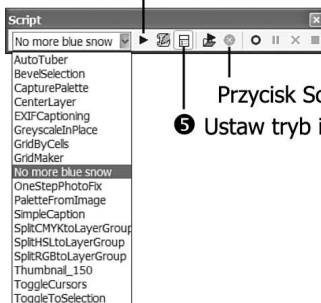 Script
No more blue snow
Przycisk Sc
❺ Ustaw tryb i
AutoTuber
BevelSelection
CapturePalette
CenterLayer
EXIFCaptioning
GreyscaleInPlace
GridByCells
GridMaker
No more blue snow
OneStepPhotoFix
PaletteFromImage
SimpleCaption
SplitCMYKtoLayerGroup
SplitHSLtoLayerGroup
SplitRGBtoLayerGroup
Thumbnail_150
ToggleCursors
ToggleToSelection